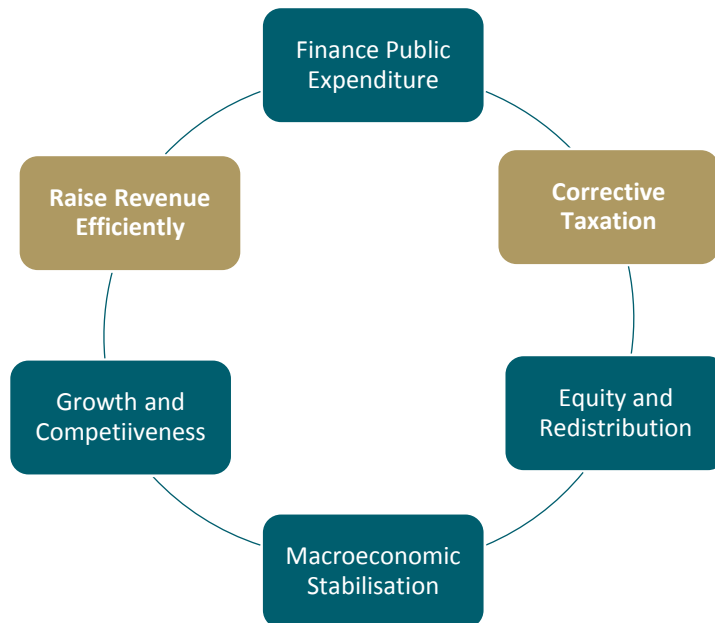 Finance Public
Expenditure
Corrective
Taxation
Equity and
Redistribution
Macroeconomic
Stabilisation
Growth and
Competiiveness
Raise Revenue
Efficiently